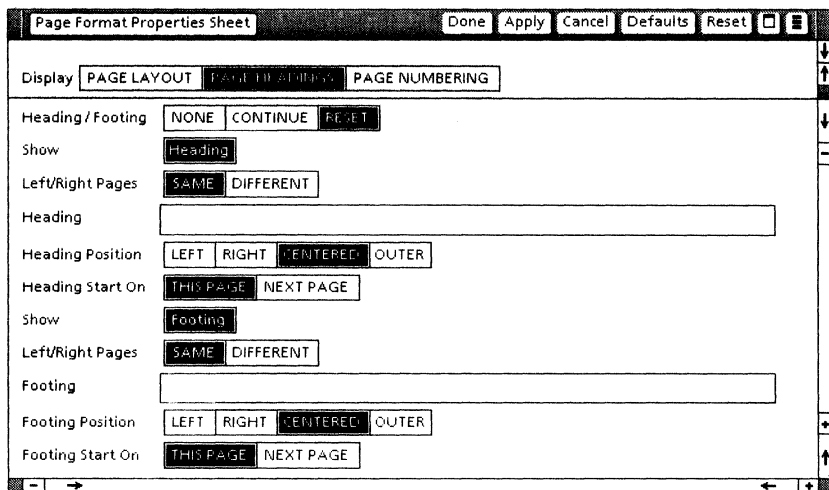 Page Format Properties Sheet Done Apply Cancel Defaults Reset
Display PAGE LAYOUT PAGE HEADINGS PAGE NUMBERING
Heading / Footing NONE CONTINUE RESET
Show Heading
Left/Right Pages SAME DIFFERENT
Heading
Heading Position LEFT RIGHT CENTERED OUTER
Heading Start On THIS PAGE NEXT PAGE
Show Footing
Left/Right Pages SAME DIFFERENT
Footing
Footing Position LEFT RIGHT CENTERED OUTER
Footing Start On THIS PAGE NEXT PAGE